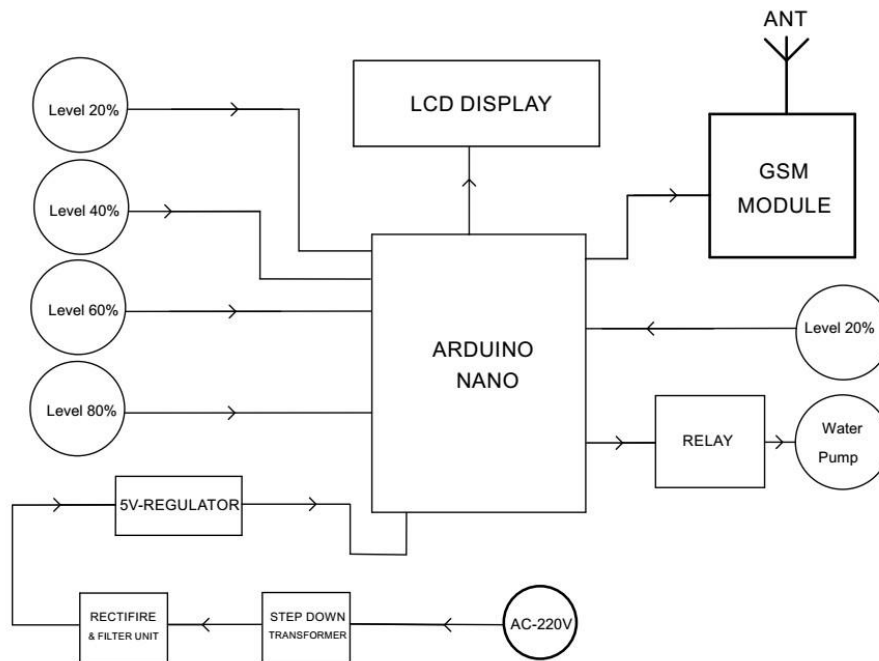 ANT
Level 20%
LCD DISPLAY
GSM
MODULE
Level 40%
Level 60%
Level 20%
ARDUINO
NANO
Level 80%
RELAY
Water
Pump
5V-REGULATOR
RECTIFIRE
& FILTER UNIT
STEP DOWN
TRANSFORMER
AC-220V